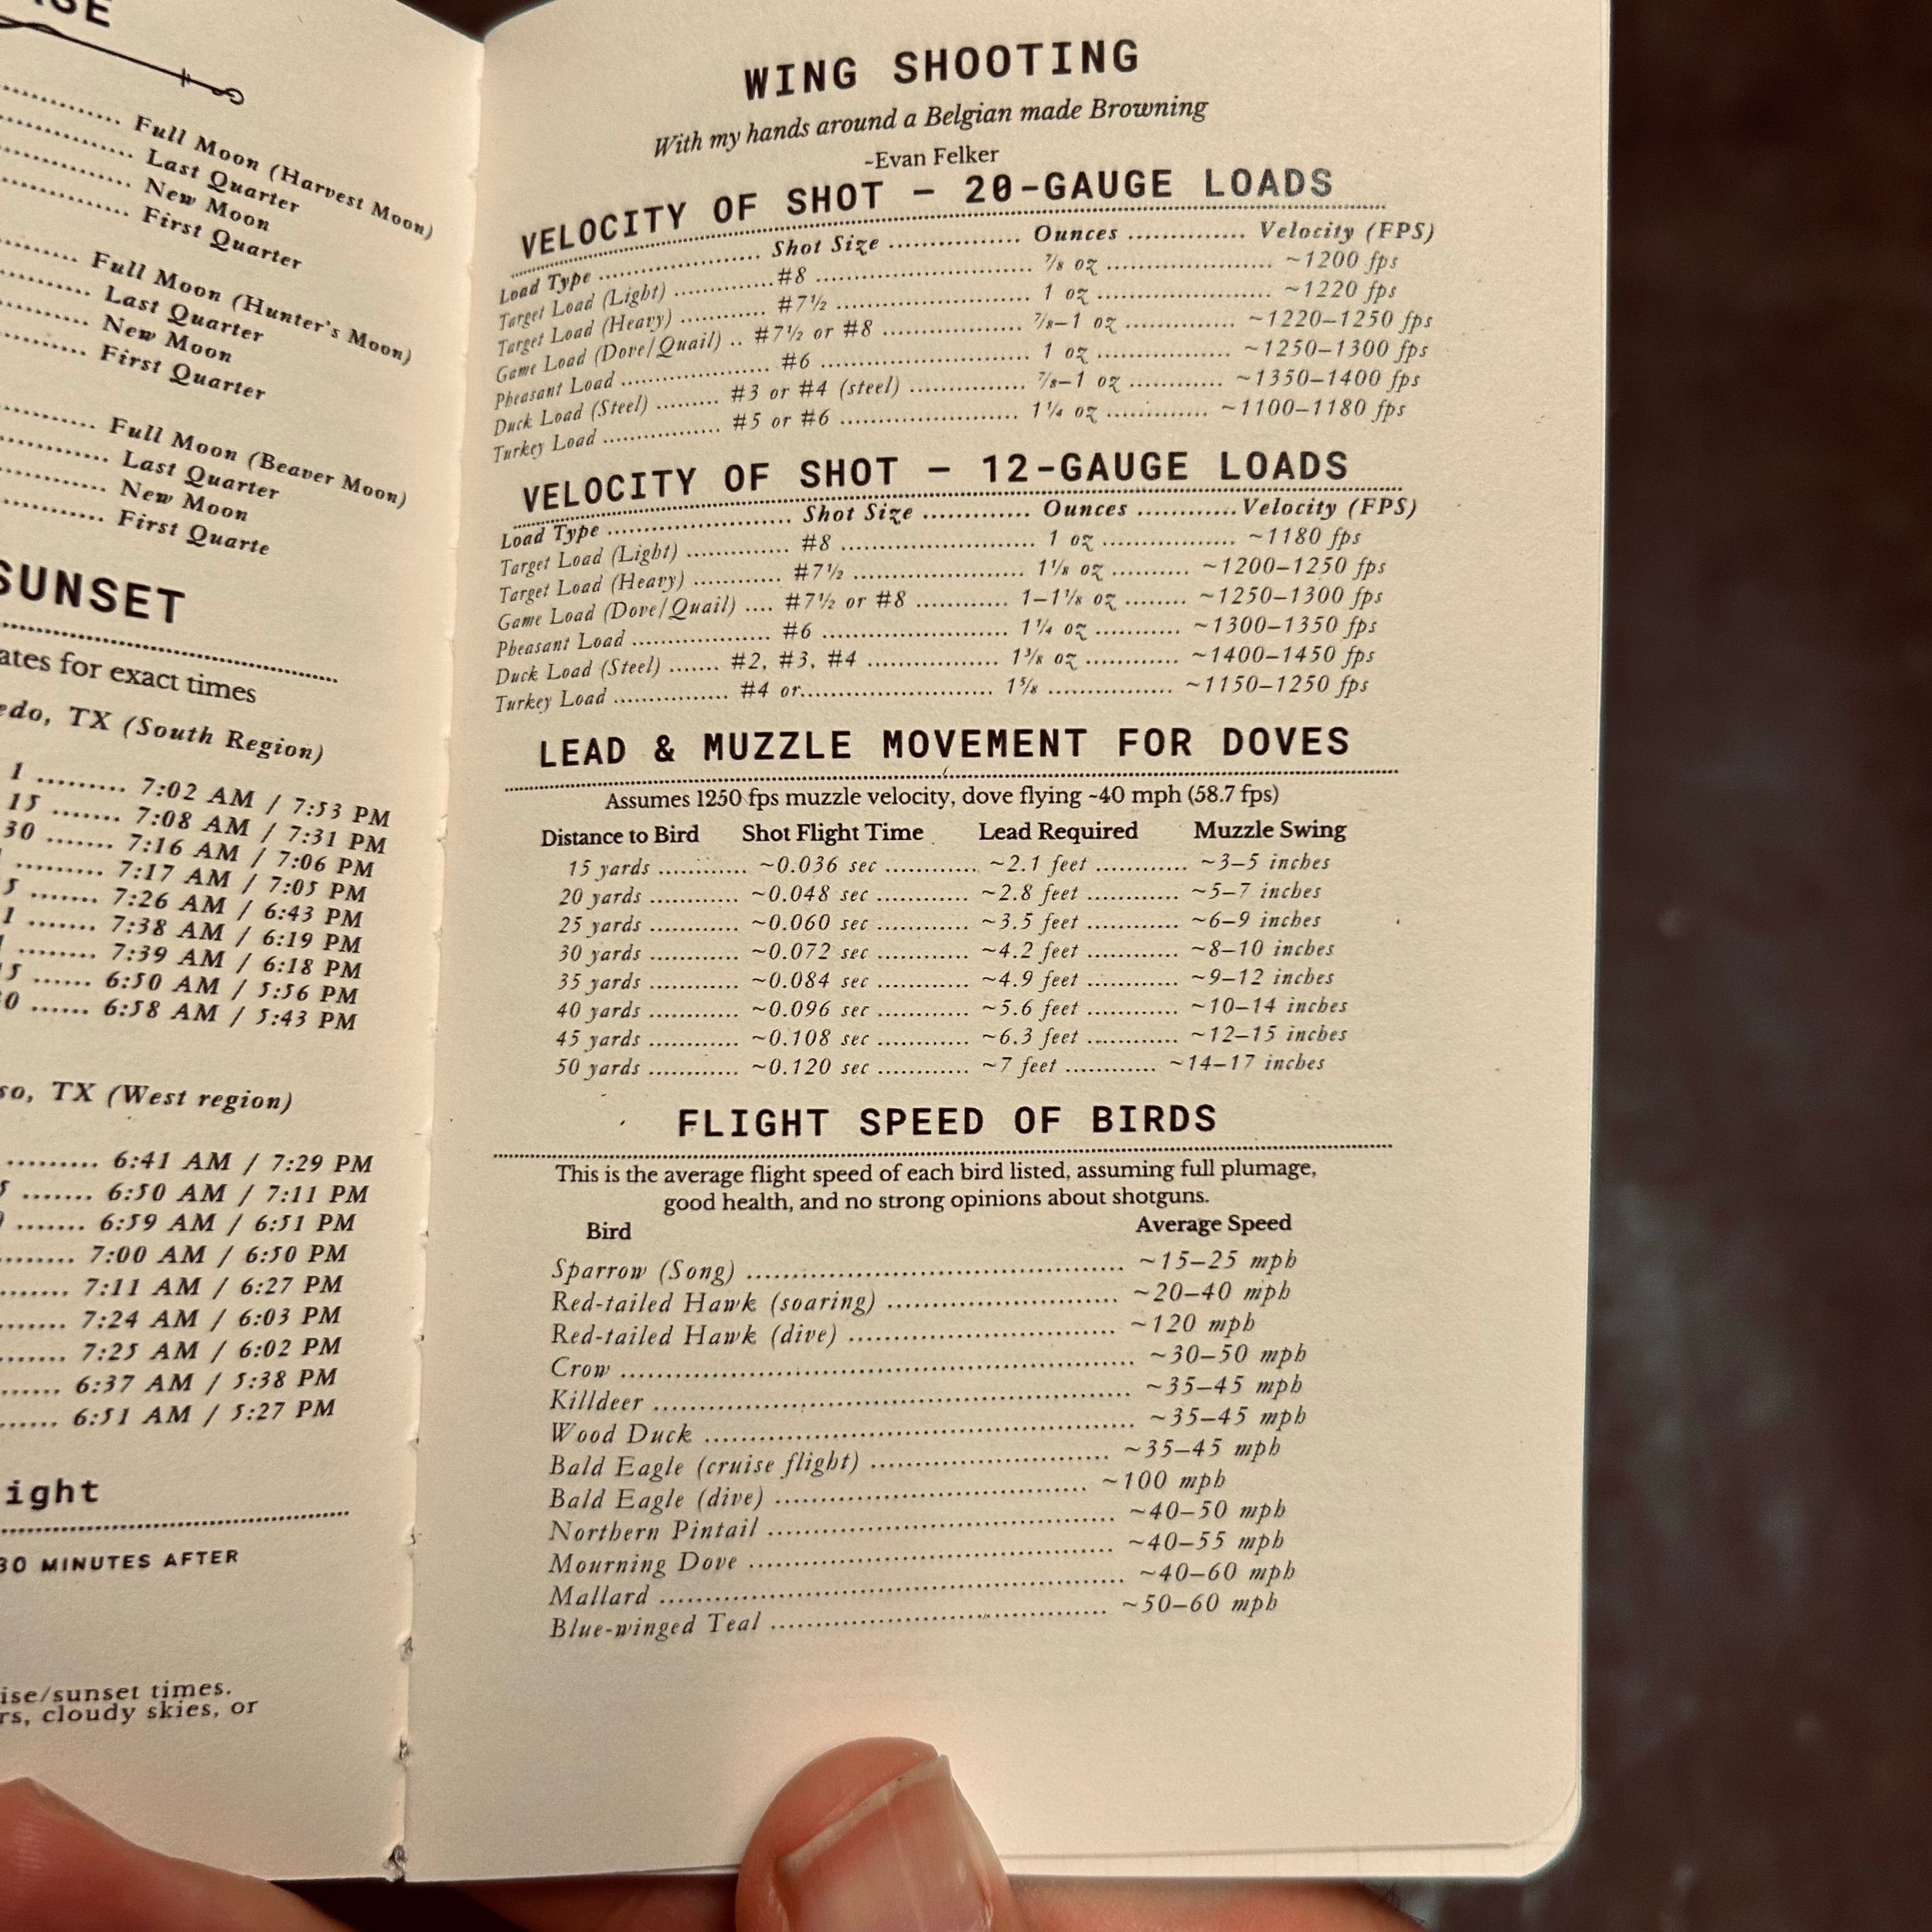 Full Moon (Harvest Moon)
Last Quarter
New Moon
First Quarter
Full Moon (Hunter's Moon)
Last Quarter
New Moon
First Quarter
Full Moon (Beaver Moon)
Last Quarter
New Moon
First Quarte
SUNSET
ates for exact times
edo, TX (South Region)
1 ......... 7:02 AM / 7:53 PM
15 ....... 7:08 AM / 7:31 PM
30 ....... 7:16 AM / 7:06 PM
......... 7:17 AM / 7:05 PM
5 ....... 7:26 AM / 6:43 PM
1 ........ 7:38 AM / 6:19 PM
......... 7:39 AM / 6:18 PM
15 ...... 6:50 AM / 5:56 PM
0 ...... 6:58 AM / 5:43 PM
so, TX (West region)
......... 6:41 AM / 7:29 PM
....... 6:50 AM / 7:11 PM
....... 6:59 AM / 6:51 PM
........ 7:00 AM / 6:50 PM
....... 7:11 AM / 6:27 PM
....... 7:24 AM / 6:03 PM
....... 7:25 AM / 6:02 PM
....... 6:37 AM / 5:38 PM
...... 6:51 AM / 5:27 PM
ight
30 MINUTES AFTER
ise/sunset times.
rs, cloudy skies, or
WING SHOOTING
With my hands around a Belgian made Browning
-Evan Felker
VELOCITY OF SHOT – 20-GAUGE LOADS
Load Type ........ Shot Size ........ Ounces ........ Velocity (FPS)
Target Load (Light) ........ #8 ........ ⅞ oz ........ ~1200 fps
Target Load (Heavy) ........ #7½ ........ 1 oz ........ ~1220 fps
Game Load (Dove/Quail) .. #7½ or #8 ........ ⅞–1 oz ........ ~1220–1250 fps
Pheasant Load ........ #6 ........ 1 oz ........ ~1250–1300 fps
Duck Load (Steel) ........ #3 or #4 (steel) ........ ⅞–1 oz ........ ~1350–1400 fps
Turkey Load ........ #5 or #6 ........ 1¼ oz ........ ~1100–1180 fps
VELOCITY OF SHOT – 12-GAUGE LOADS
Load Type ........ Shot Size ........ Ounces ........ Velocity (FPS)
Target Load (Light) ........ #8 ........ 1 oz ........ ~1180 fps
Target Load (Heavy) ........ #7½ ........ 1⅛ oz ........ ~1200–1250 fps
Game Load (Dove/Quail) .... #7½ or #8 ........ 1–1⅛ oz ........ ~1250–1300 fps
Pheasant Load ........ #6 ........ 1¼ oz ........ ~1300–1350 fps
Duck Load (Steel) ....... #2, #3, #4 ........ 1⅜ oz ........ ~1400–1450 fps
Turkey Load ........ #4 or........ 1⅝ ........ ~1150–1250 fps
LEAD & MUZZLE MOVEMENT FOR DOVES
Assumes 1250 fps muzzle velocity, dove flying ~40 mph (58.7 fps)
Distance to Bird Shot Flight Time Lead Required Muzzle Swing
15 yards ............ ~0.036 sec ............ ~2.1 feet ............ ~3–5 inches
20 yards ............ ~0.048 sec ............ ~2.8 feet ............ ~5–7 inches
25 yards ............ ~0.060 sec ............ ~3.5 feet ............ ~6–9 inches
30 yards ............ ~0.072 sec ............ ~4.2 feet ............ ~8–10 inches
35 yards ............ ~0.084 sec ............ ~4.9 feet ............ ~9–12 inches
40 yards ............ ~0.096 sec ............ ~5.6 feet ............ ~10–14 inches
45 yards ............ ~0.108 sec ............ ~6.3 feet ............ ~12–15 inches
50 yards ............ ~0.120 sec ............ ~7 feet ............ ~14–17 inches
FLIGHT SPEED OF BIRDS
This is the average flight speed of each bird listed, assuming full plumage,
good health, and no strong opinions about shotguns.
Bird Average Speed
Sparrow (Song) ........ ~15–25 mph
Red-tailed Hawk (soaring) ........ ~20–40 mph
Red-tailed Hawk (dive) ........ ~120 mph
Crow ........ ~30–50 mph
Killdeer ........ ~35–45 mph
Wood Duck ........ ~35–45 mph
Bald Eagle (cruise flight) ........ ~35–45 mph
Bald Eagle (dive) ........ ~100 mph
Northern Pintail ........ ~40–50 mph
Mourning Dove ........ ~40–55 mph
Mallard ........ ~40–60 mph
Blue-winged Teal ........ ~50–60 mph